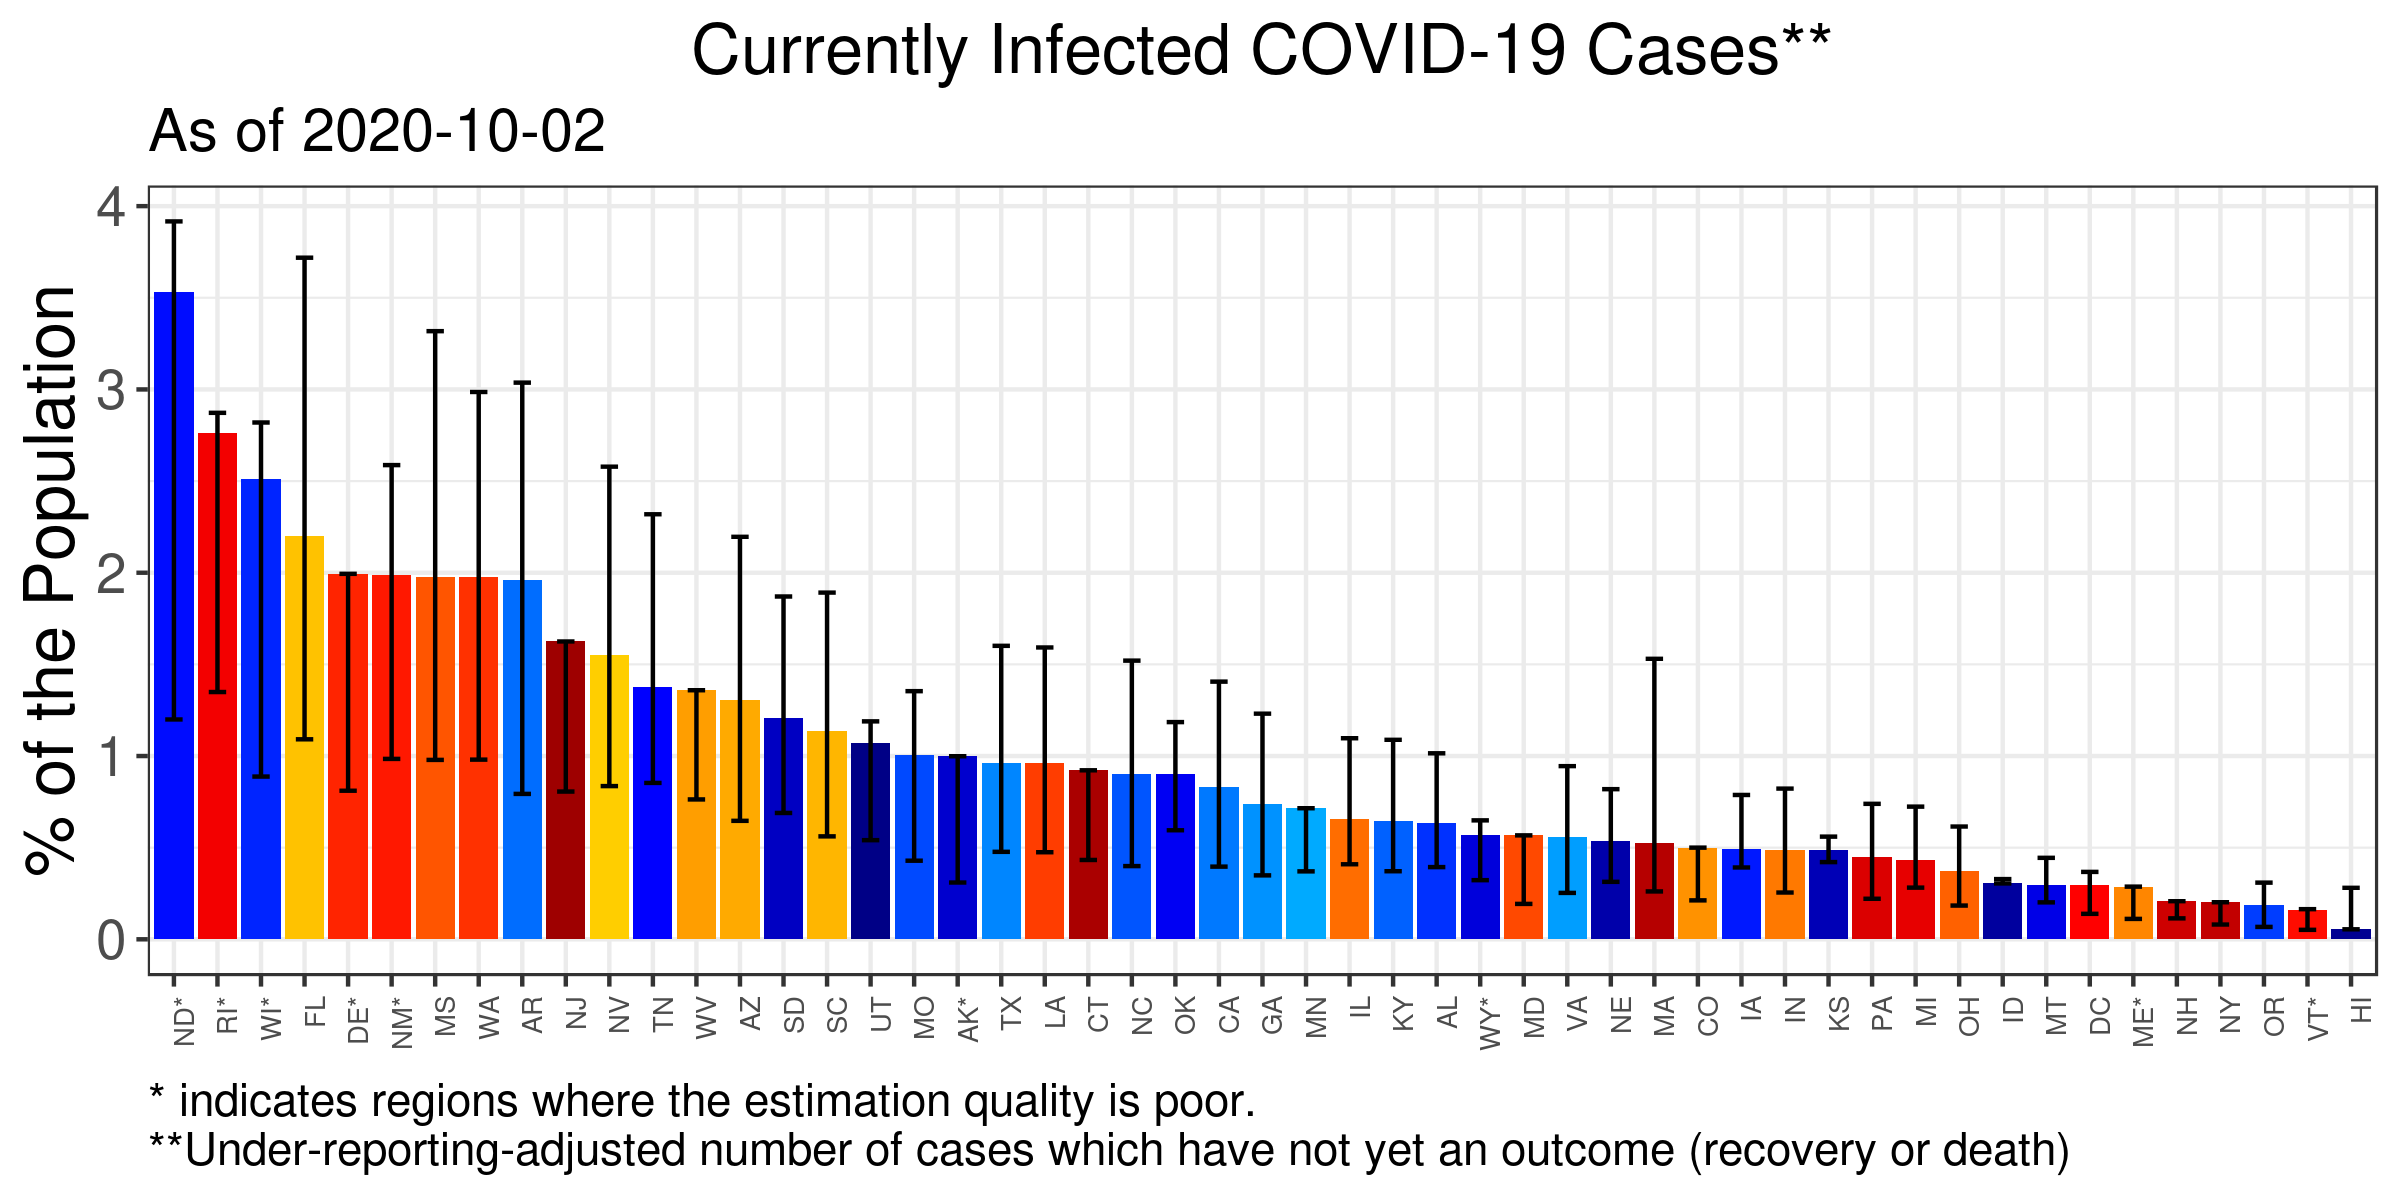 Currently Infected COVID-19 Cases**
As of 2020-10-02
% of the Population
4
3
2
1
0
ND* RI* WI* FL DE* NMI* MS WA AR NJ NV TN WV AZ SD SC UT MO AK* TX LA CT NC OK CA GA MN IL KY AL WY* MD VA NE MA CO IA IN KS PA MI OH ID MT DC ME* NH NY OR VT* HI
* indicates regions where the estimation quality is poor.
**Under-reporting-adjusted number of cases which have not yet an outcome (recovery or death)